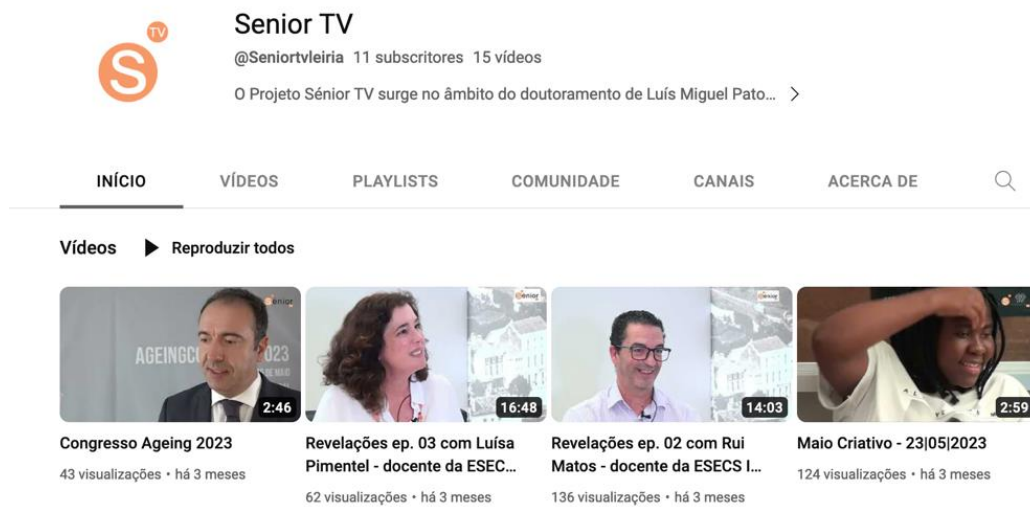 TV
S
Senior TV
@Seniortvleiria 11 subscritores 15 vídeos
O Projeto Sénior TV surge no âmbito do doutoramento de Luís Miguel Pato... >
INÍCIO VÍDEOS PLAYLISTS COMUNIDADE CANAIS ACERCA DE
Vídeos Reproduzir todos
2:46
16:48
14:03
2:59
Congresso Ageing 2023
43 visualizações • há 3 meses
Revelações ep. 03 com Luísa
Pimentel - docente da ESEC...
62 visualizações • há 3 meses
Revelações ep. 02 com Rui
Matos - docente da ESECS I...
136 visualizações • há 3 meses
Maio Criativo - 23|05|2023
124 visualizações • há 3 meses